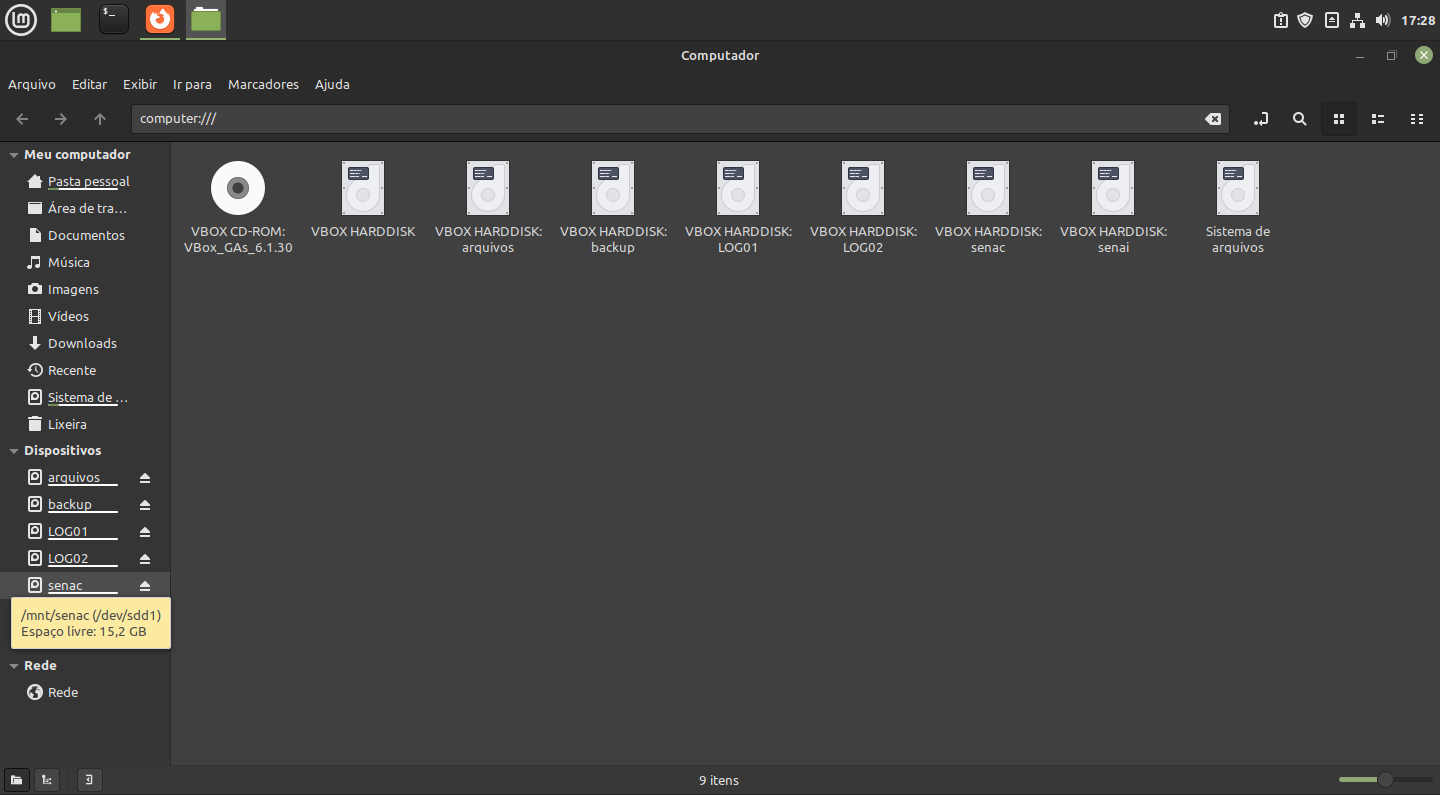 $_
17:28
Computador
Arquivo Editar Exibir Ir para Marcadores Ajuda
computer:///
Meu computador
Pasta pessoal
Área de tra...
Documentos
Música
Imagens
Vídeos
Downloads
Recente
Sistema de ...
Lixeira
Dispositivos
arquivos
backup
LOG01
LOG02
senac
/mnt/senac (/dev/sdd1)
Espaço livre: 15,2 GB
Rede
Rede
VBOX CD-ROM:
VBox_GAs_6.1.30
VBOX HARDDISK
VBOX HARDDISK:
arquivos
VBOX HARDDISK:
backup
VBOX HARDDISK:
LOG01
VBOX HARDDISK:
LOG02
VBOX HARDDISK:
senac
VBOX HARDDISK:
senai
Sistema de
arquivos
9 itens